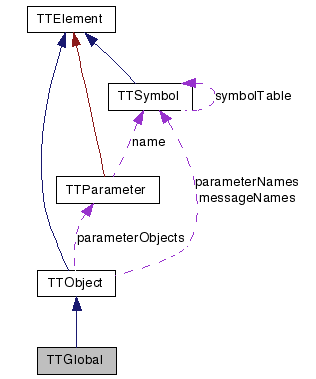 TTElement
TTSymbol
symbolTable
name
TTParameter
parameterNames
messageNames
parameterObjects
TTObject
TTGlobal